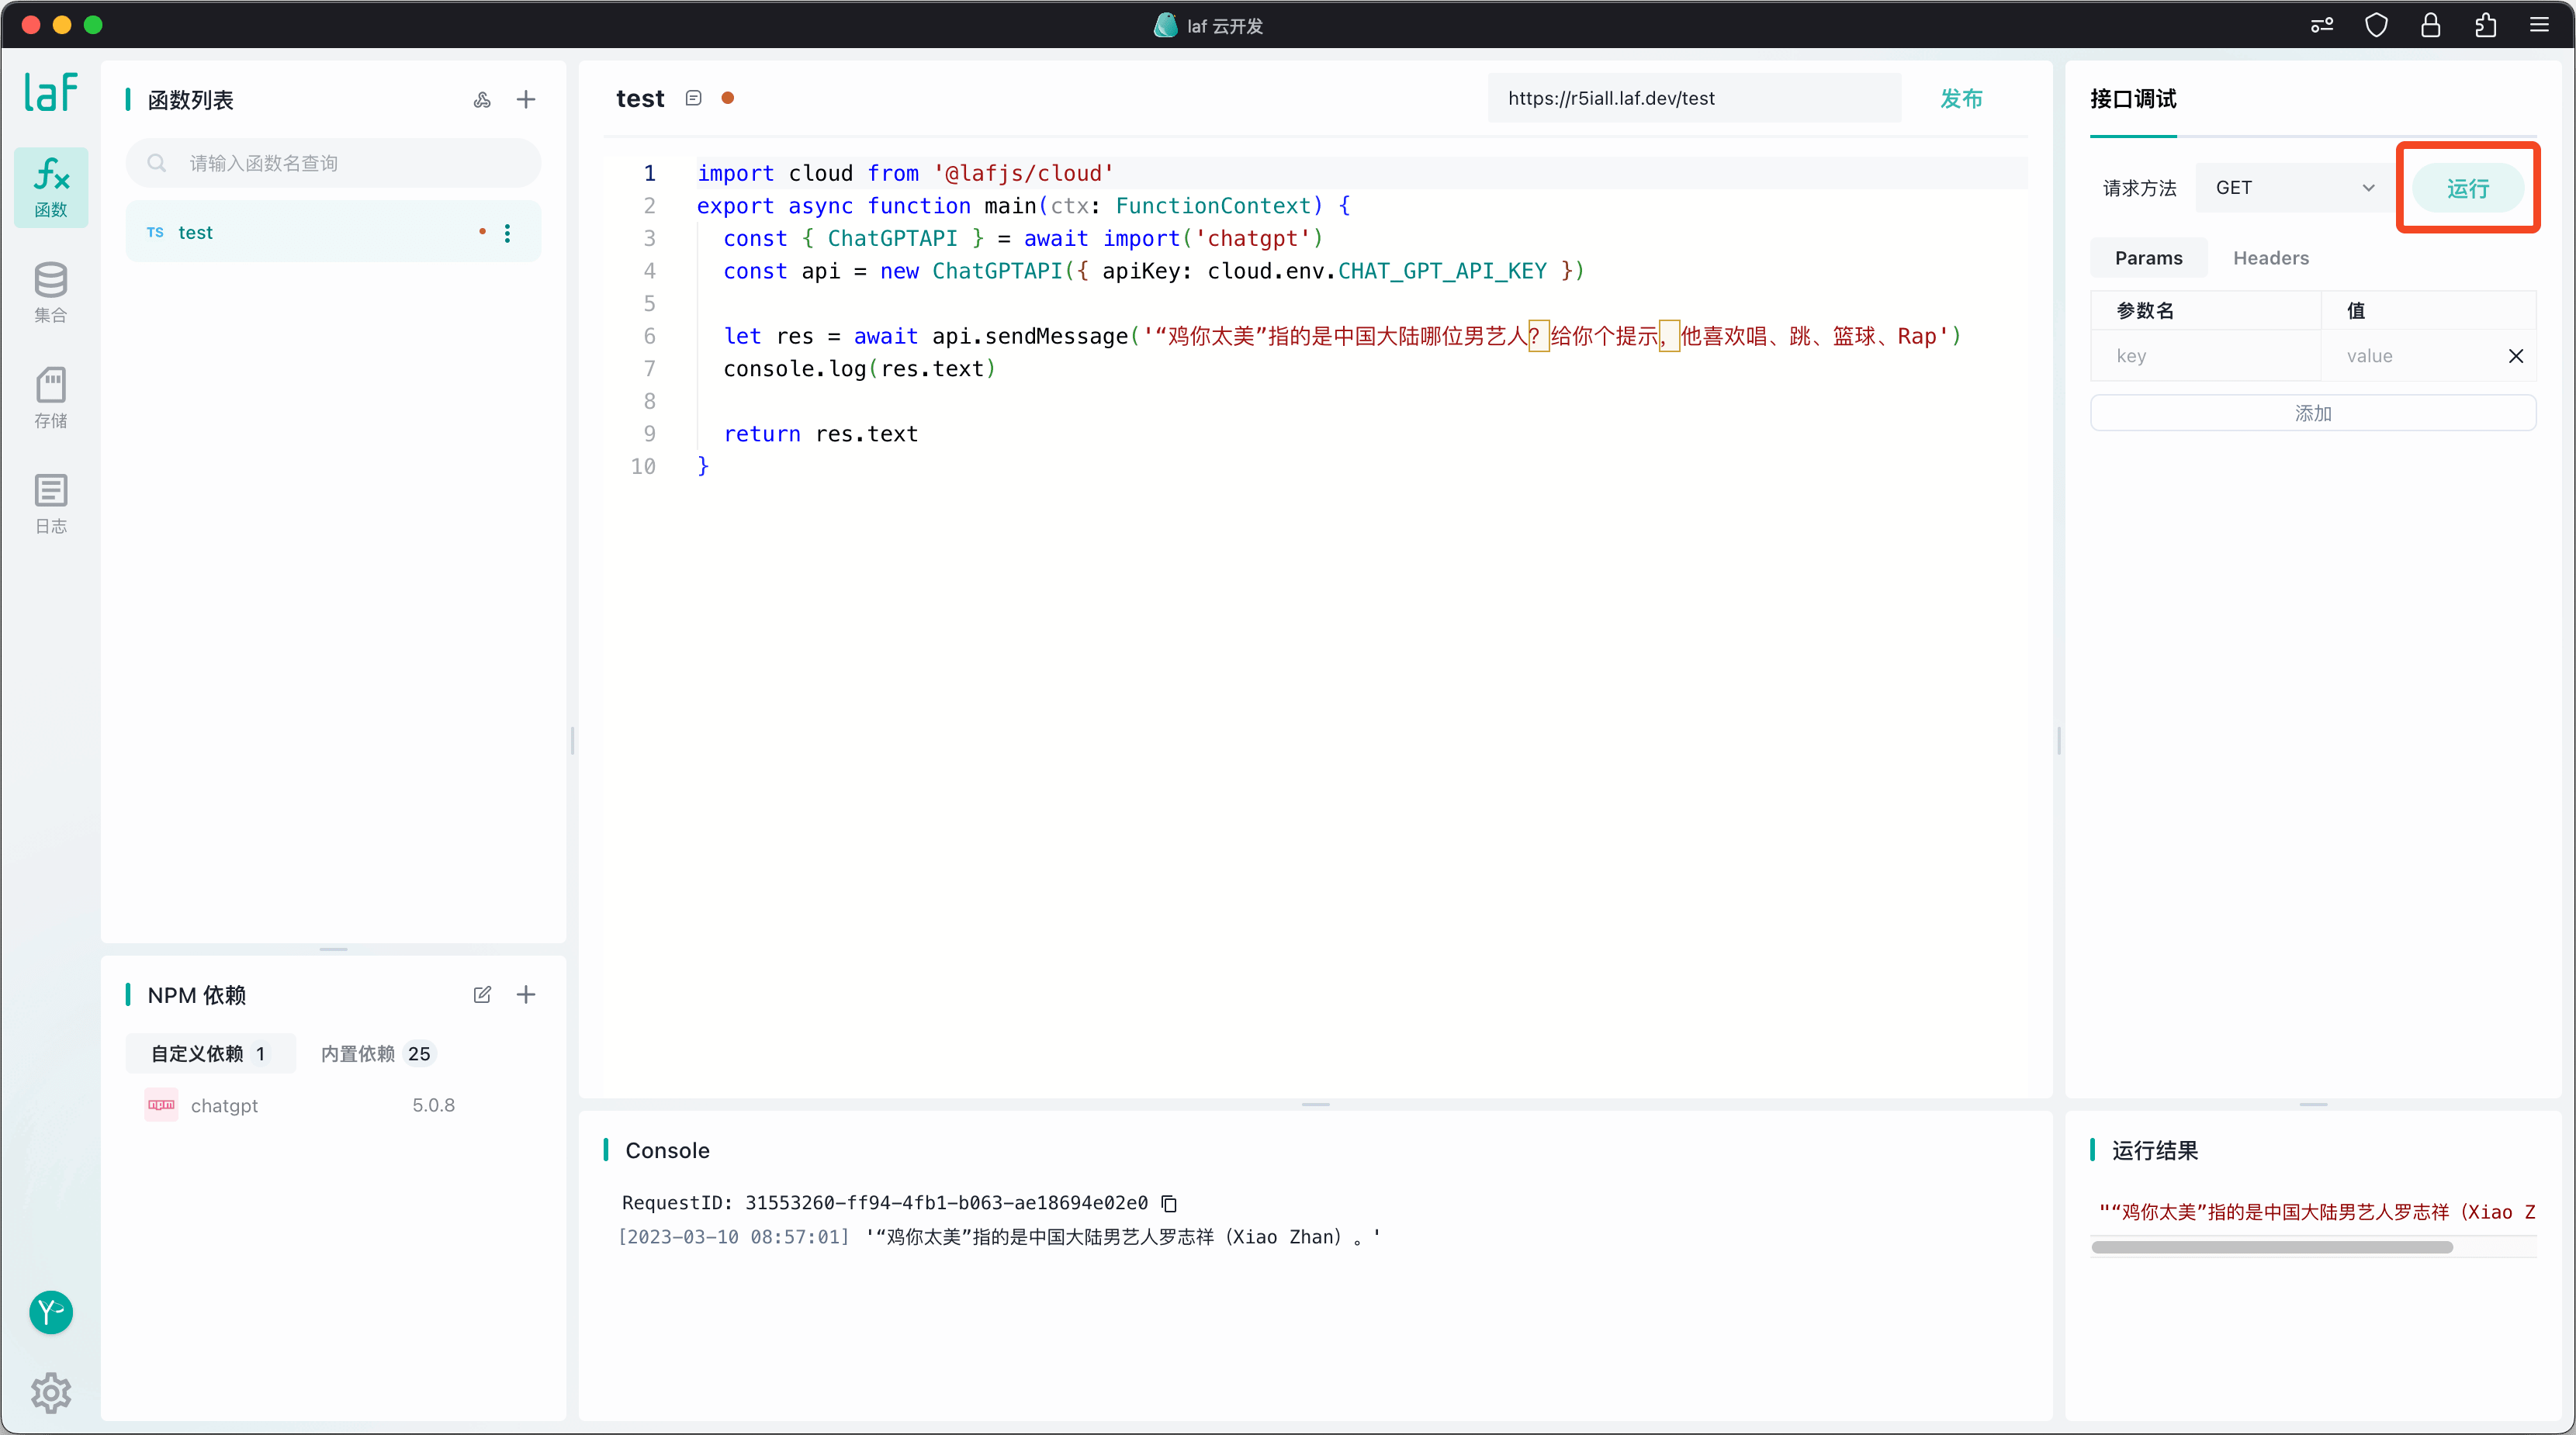 laf 云开发
laf
函数
集合
存储
日志
函数列表
请输入函数名查询
TS test
NPM 依赖
自定义依赖 1 内置依赖 25
npm chatgpt 5.0.8
test https://r5iall.laf.dev/test 发布
1 import cloud from '@lafjs/cloud'
2 export async function main(ctx: FunctionContext) {
3 const { ChatGPTAPI } = await import('chatgpt')
4 const api = new ChatGPTAPI({ apiKey: cloud.env.CHAT_GPT_API_KEY })
5
6 let res = await api.sendMessage('“鸡你太美”指的是中国大陆哪位男艺人？给你个提示，他喜欢唱、跳、篮球、Rap')
7 console.log(res.text)
8
9 return res.text
10 }
Console
RequestID: 31553260-ff94-4fb1-b063-ae18694e02e0
[2023-03-10 08:57:01] '“鸡你太美”指的是中国大陆男艺人罗志祥（Xiao Zhan）。'
接口调试
请求方法 GET 运行
Params Headers
参数名 值
key value
添加
运行结果
"“鸡你太美”指的是中国大陆男艺人罗志祥（Xiao Z